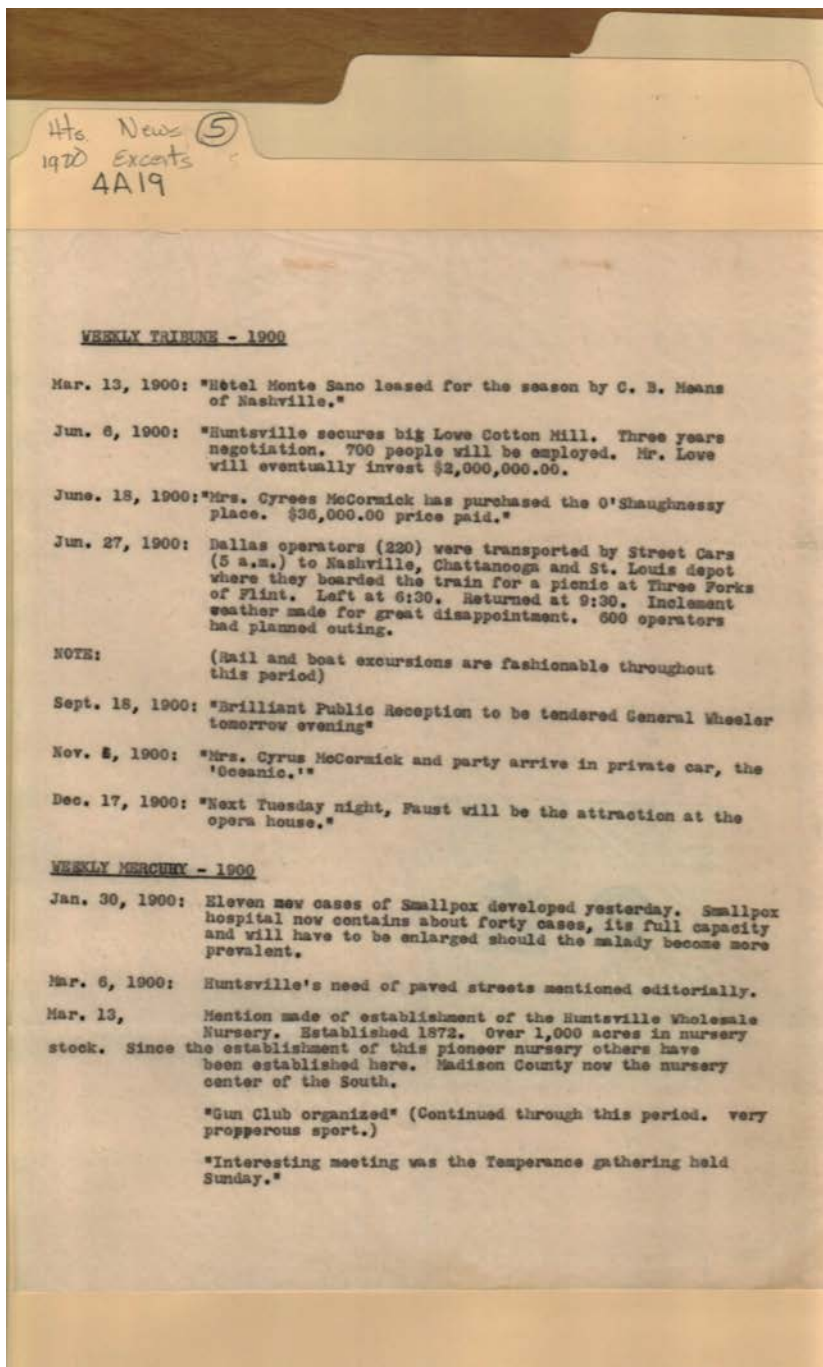 Hts. News 5
1900 Excerts
4A19
WEEKLY TRIBUNE - 1900
Mar. 13, 1900: "Hotel Monte Sano leased for the season by C. B. Means
of Nashville."
Jun. 6, 1900: "Huntsville secures big Lowe Cotton Mill. Three years
negotiation. 700 people will be employed. Mr. Lowe
will eventually invest $2,000,000.00.
June. 18, 1900:"Mrs. Cyrees McCormick has purchased the O'Shaughnessy
place. $36,000.00 price paid."
Jun. 27, 1900: Dallas operators (220) were transported by Street Cars
(5 a.m.) to Nashville, Chattanooga and St. Louis depot
where they boarded the train for a picnic at Three Forks
of Flint. Left at 6:30. Returned at 9:30. Inclement
weather made for great disappointment. 600 operators
had planned outing.
NOTE: (Rail and boat excursions are fashionable throughout
this period)
Sept. 18, 1900: "Brilliant Public Reception to be tendered General Wheeler
tomorrow evening"
Nov. , 1900: "Mrs. Cyrus McCormick and party arrive in private car, the
'Oceanic.'"
Dec. 17, 1900: "Next Tuesday night, Faust will be the attraction at the
opera house."
WEEKLY MERCURY - 1900
Jan. 30, 1900: Eleven new cases of Smallpox developed yesterday. Smallpox
hospital now contains about forty cases, its full capacity
and will have to be enlarged should the malady become more
prevalent.
Mar. 6, 1900: Huntsville's need of paved streets mentioned editorially.
Mar. 13, Mention made of establishment of the Huntsville Wholesale
Nursery. Established 1872. Over 1,000 acres in nursery
stock. Since the establishment of this pioneer nursery others have
been established here. Madison County now the nursery
center of the South.
"Gun Club organized" (Continued through this period. very
propperous sport.)
"Interesting meeting was the Temperance gathering held
Sunday."